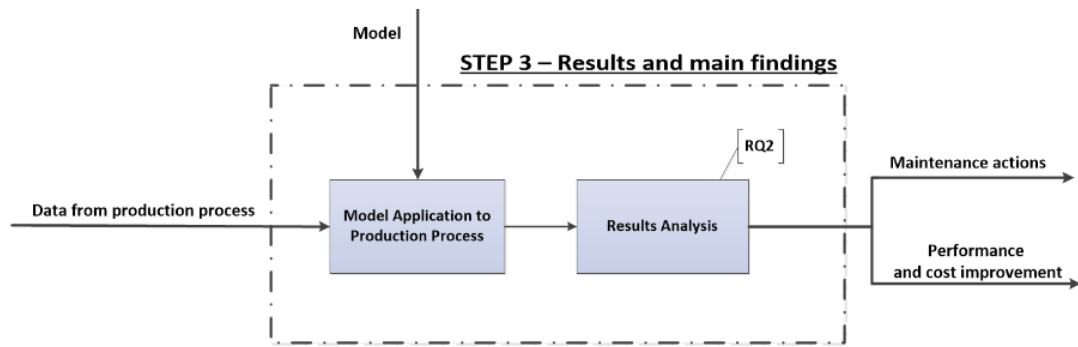 Model
STEP 3 – Results and main findings
[RQ2]
Maintenance actions
Data from production process
Model Application to
Production Process
Results Analysis
Performance
and cost improvement